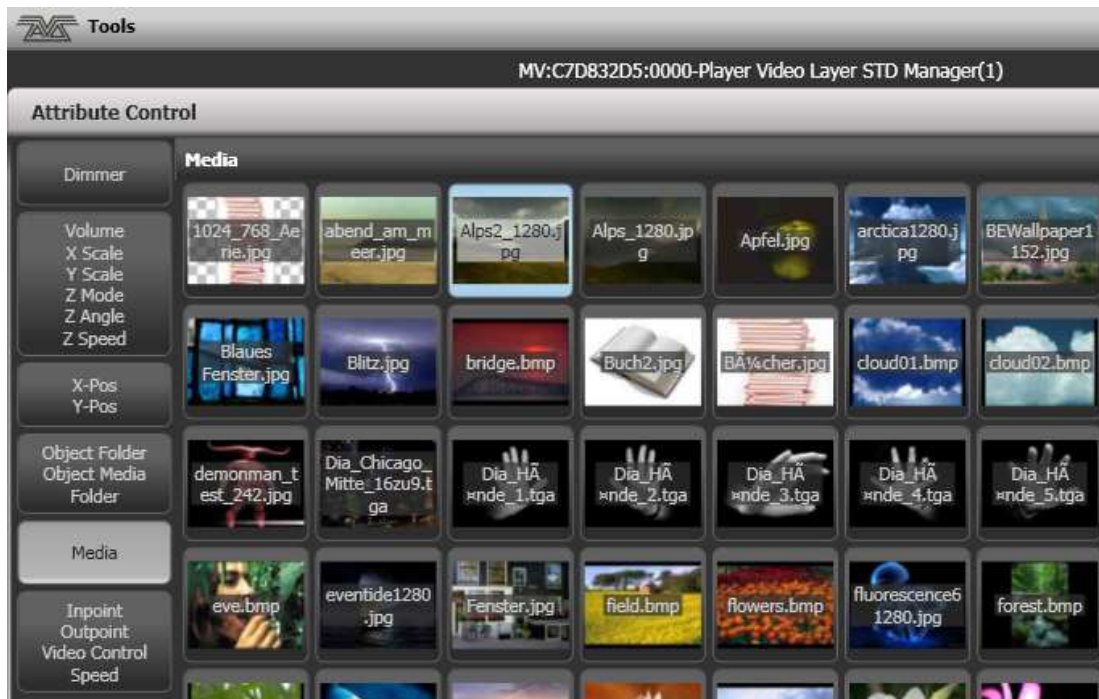 Tools
MV:C7D832D5:0000-Player Video Layer STD Manager(1)
Attribute Control
Dimmer
Volume
X Scale
Y Scale
Z Mode
Z Angle
Z Speed
X-Pos
Y-Pos
Object Folder
Object Media
Folder
Media
Inpoint
Outpoint
Video Control
Speed
Media
1024_768_Ae
rie.jpg
abend_am_m
eer.jpg
Alps2_1280.j
pg
Alps_1280.jp
g
Apfel.jpg
arctica1280.j
pg
BEWallpaper1
152.jpg
Blaues
Fenster.jpg
Blitz.jpg
bridge.bmp
Buch2.jpg
BÃ¼cher.jpg
cloud01.bmp
cloud02.bmp
demonman_t
est_242.jpg
Dia_Chicago_
Mitte_16zu9.t
ga
Dia_HÃ
¤nde_1.tga
Dia_HÃ
¤nde_2.tga
Dia_HÃ
¤nde_3.tga
Dia_HÃ
¤nde_4.tga
Dia_HÃ
¤nde_5.tga
eve.bmp
eventide1280
.jpg
Fenster.jpg
field.bmp
flowers.bmp
fluorescence6
1280.jpg
forest.bmp